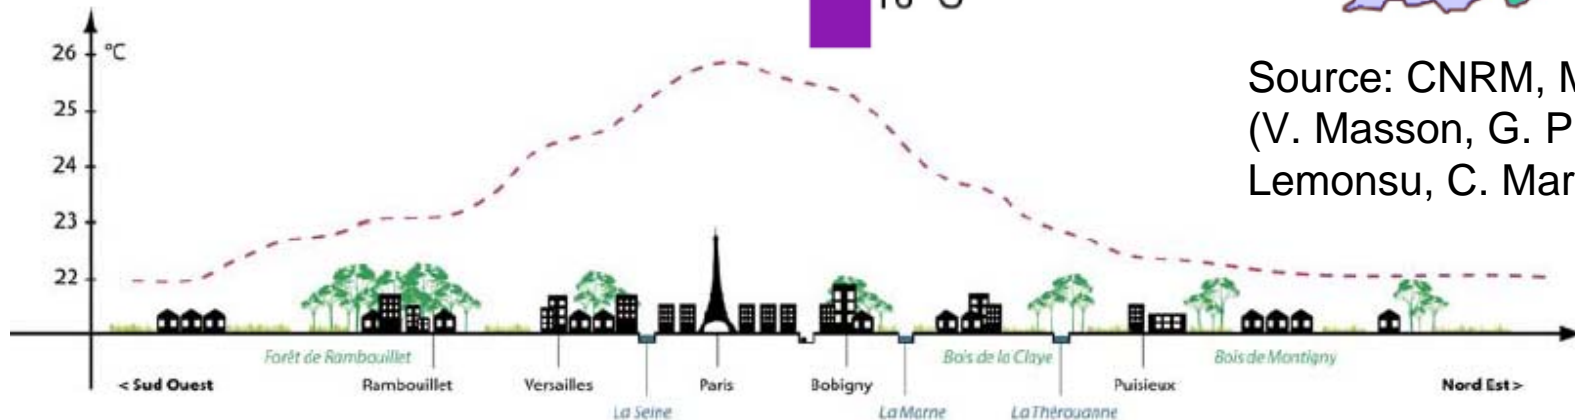 26 °C
25
24
23
22
Source: CNRM, M
(V. Masson, G. P
Lemonsu, C. Mar
Forêt de Rambouillet
Bois de la Claye
Bois de Montigny
< Sud Ouest
Rambouillet
Versailles
Paris
Bobigny
Puisieux
Nord Est >
La Seine
La Marne
La Thérouanne